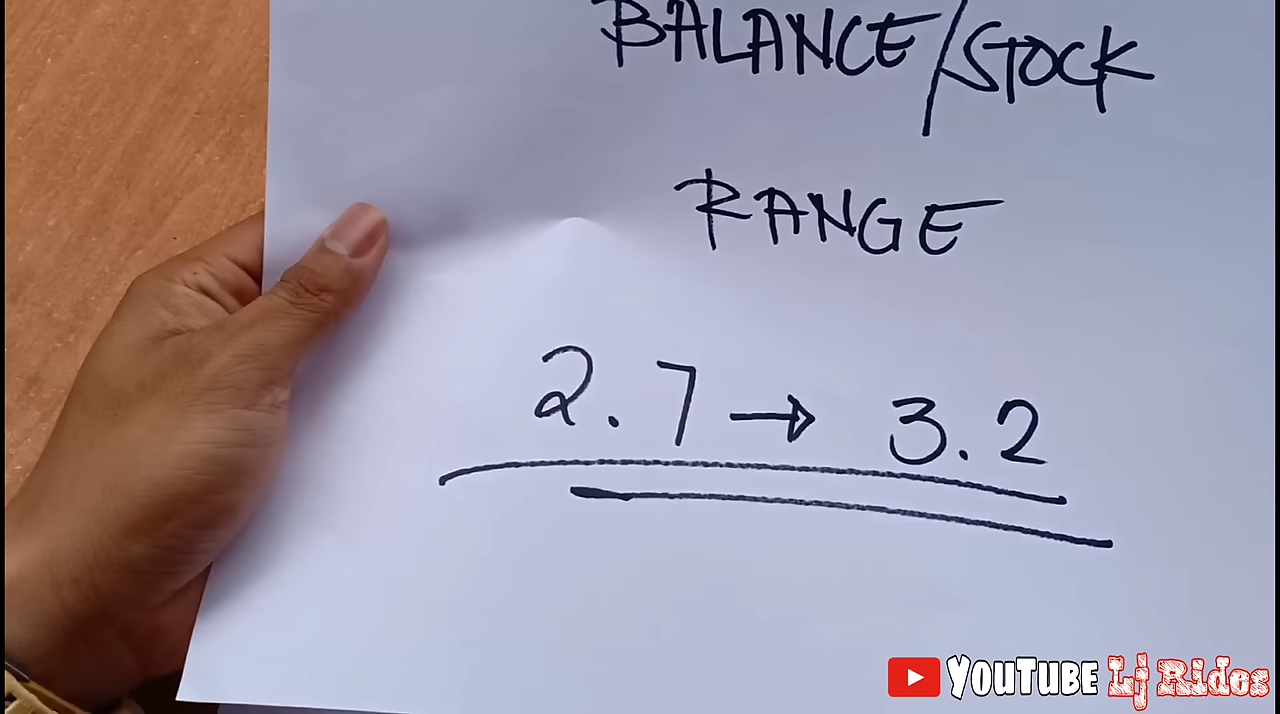 BALANCE/STOCK
RANGE
2.7 → 3.2
YOUTUBE Lj Rides